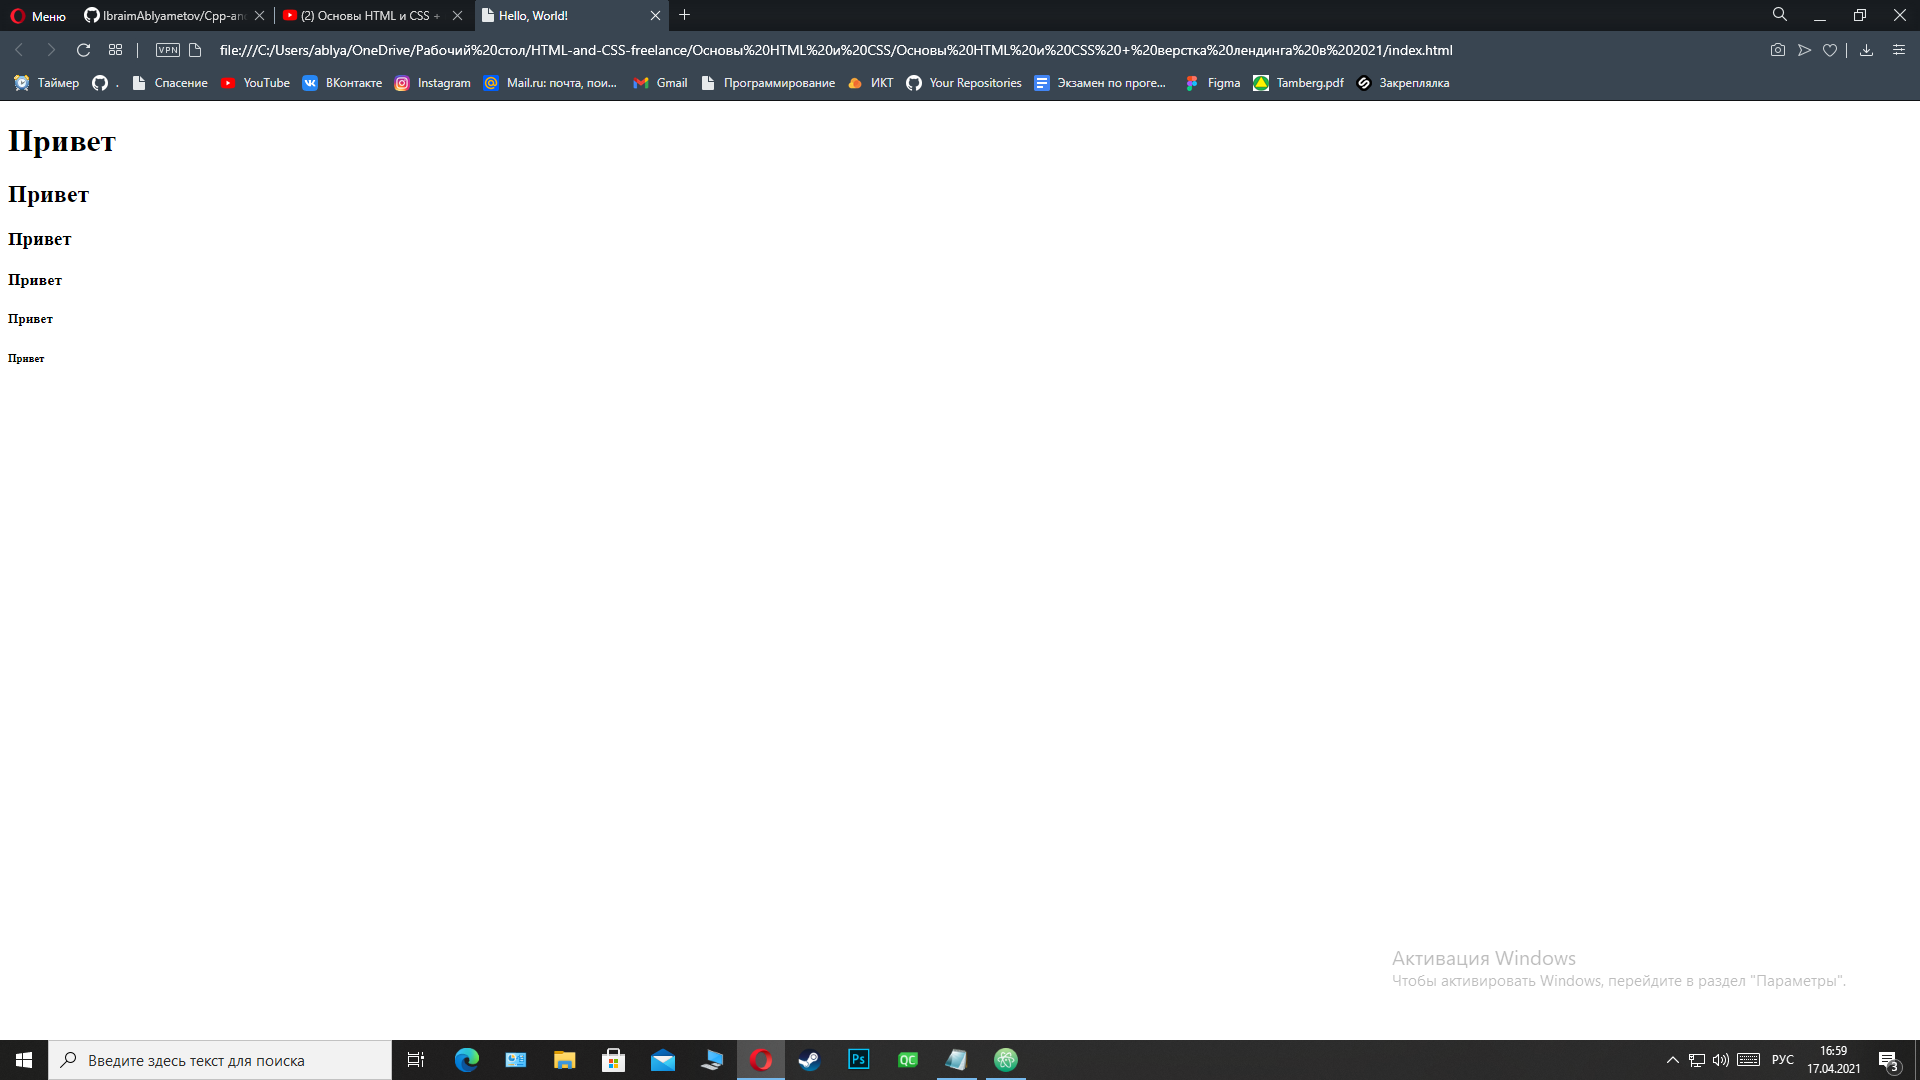 Меню
IbraimAblyametov/Cpp-an
(2) Основы HTML и CSS +
Hello, World!
VPN
file:///C:/Users/ablya/OneDrive/Рабочий%20стол/HTML-and-CSS-freelance/Основы%20HTML%20и%20CSS/Основы%20HTML%20и%20CSS%20+%20верстка%20лендинга%20в%202021/index.html
Таймер
.
Спасение
YouTube
ВКонтакте
Instagram
Mail.ru: почта, пои...
Gmail
Программирование
ИКТ
Your Repositories
Экзамен по проге...
Figma
Tamberg.pdf
Закреплялка
Привет
Привет
Привет
Привет
Привет
Привет
Активация Windows
Чтобы активировать Windows, перейдите в раздел "Параметры".
Введите здесь текст для поиска
Ps
QC
РУС
16:59
17.04.2021
3